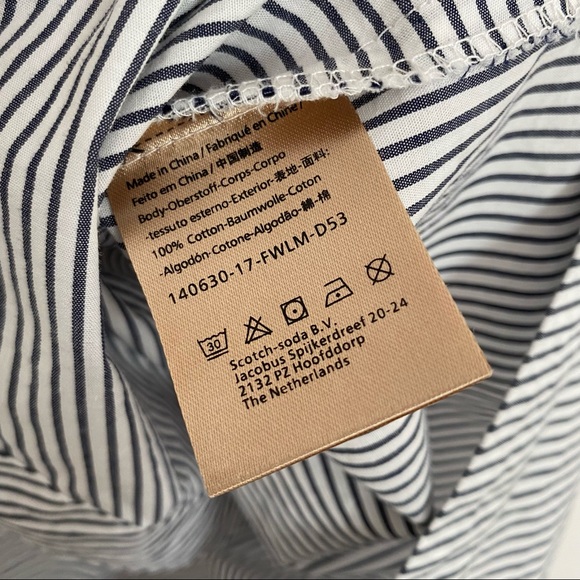 Made in China / Fabriqué en Chine /
Feito em China / 中国制造
Body-Oberstoff-Corps-Corpo
-tessuto esterno-Exterior-表地-面料:
100% Cotton-Baumwolle-Coton
-Algodón-Cotone-Algodão-綿-棉
140630-17-FWLM-D53
30
Scotch-soda B.V.
Jacobus Spijkerdreef 20-24
2132 PZ Hoofddorp
The Netherlands